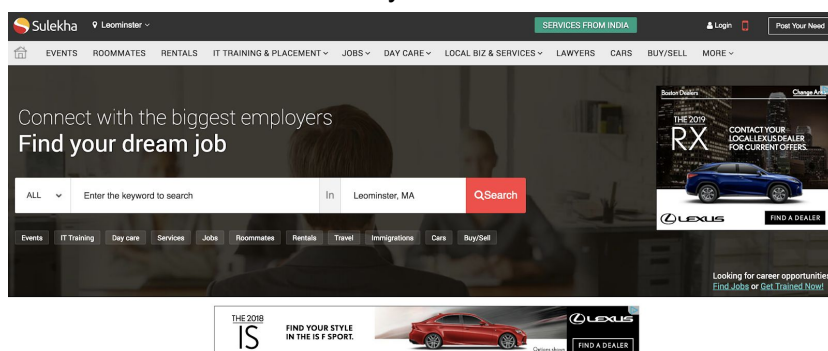 Sulekha
Leominster
SERVICES FROM INDIA
Login
Post Your Need
EVENTS ROOMMATES RENTALS IT TRAINING & PLACEMENT JOBS DAY CARE LOCAL BIZ & SERVICES LAWYERS CARS BUY/SELL MORE
Connect with the biggest employers
Find your dream job
ALL Enter the keyword to search In Leominster, MA Search
Events IT Training Day care Services Jobs Roommates Rentals Travel Immigrations Cars Buy/Sell
Boston Dealers Change Area
THE 2019
RX
CONTACT YOUR
LOCAL LEXUS DEALER
FOR CURRENT OFFERS.
LEXUS FIND A DEALER
Looking for career opportunities
Find Jobs or Get Trained Now!
THE 2018
IS
FIND YOUR STYLE
IN THE IS F SPORT.
LEXUS
Options shown
FIND A DEALER